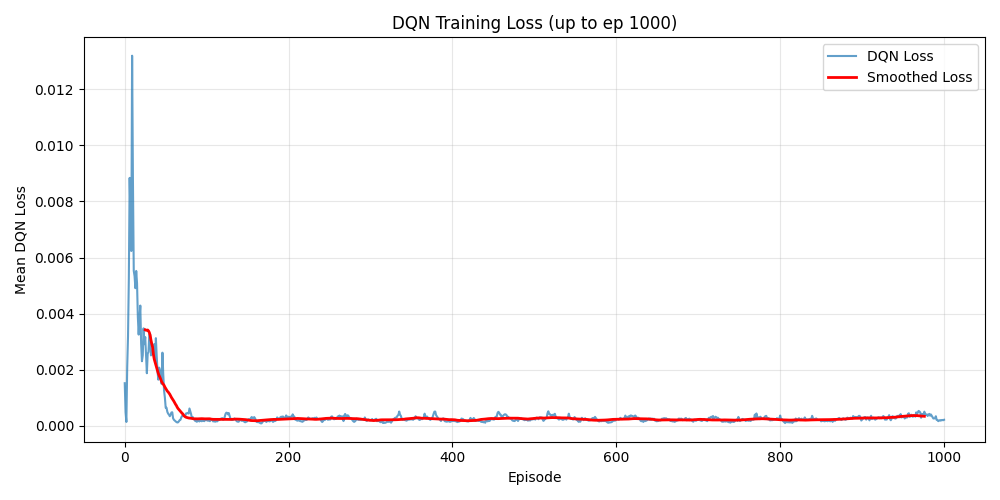 DQN Training Loss (up to ep 1000)
DQN Loss
Smoothed Loss
Mean DQN Loss
0.012
0.010
0.008
0.006
0.004
0.002
0.000
0 200 400 600 800 1000
Episode